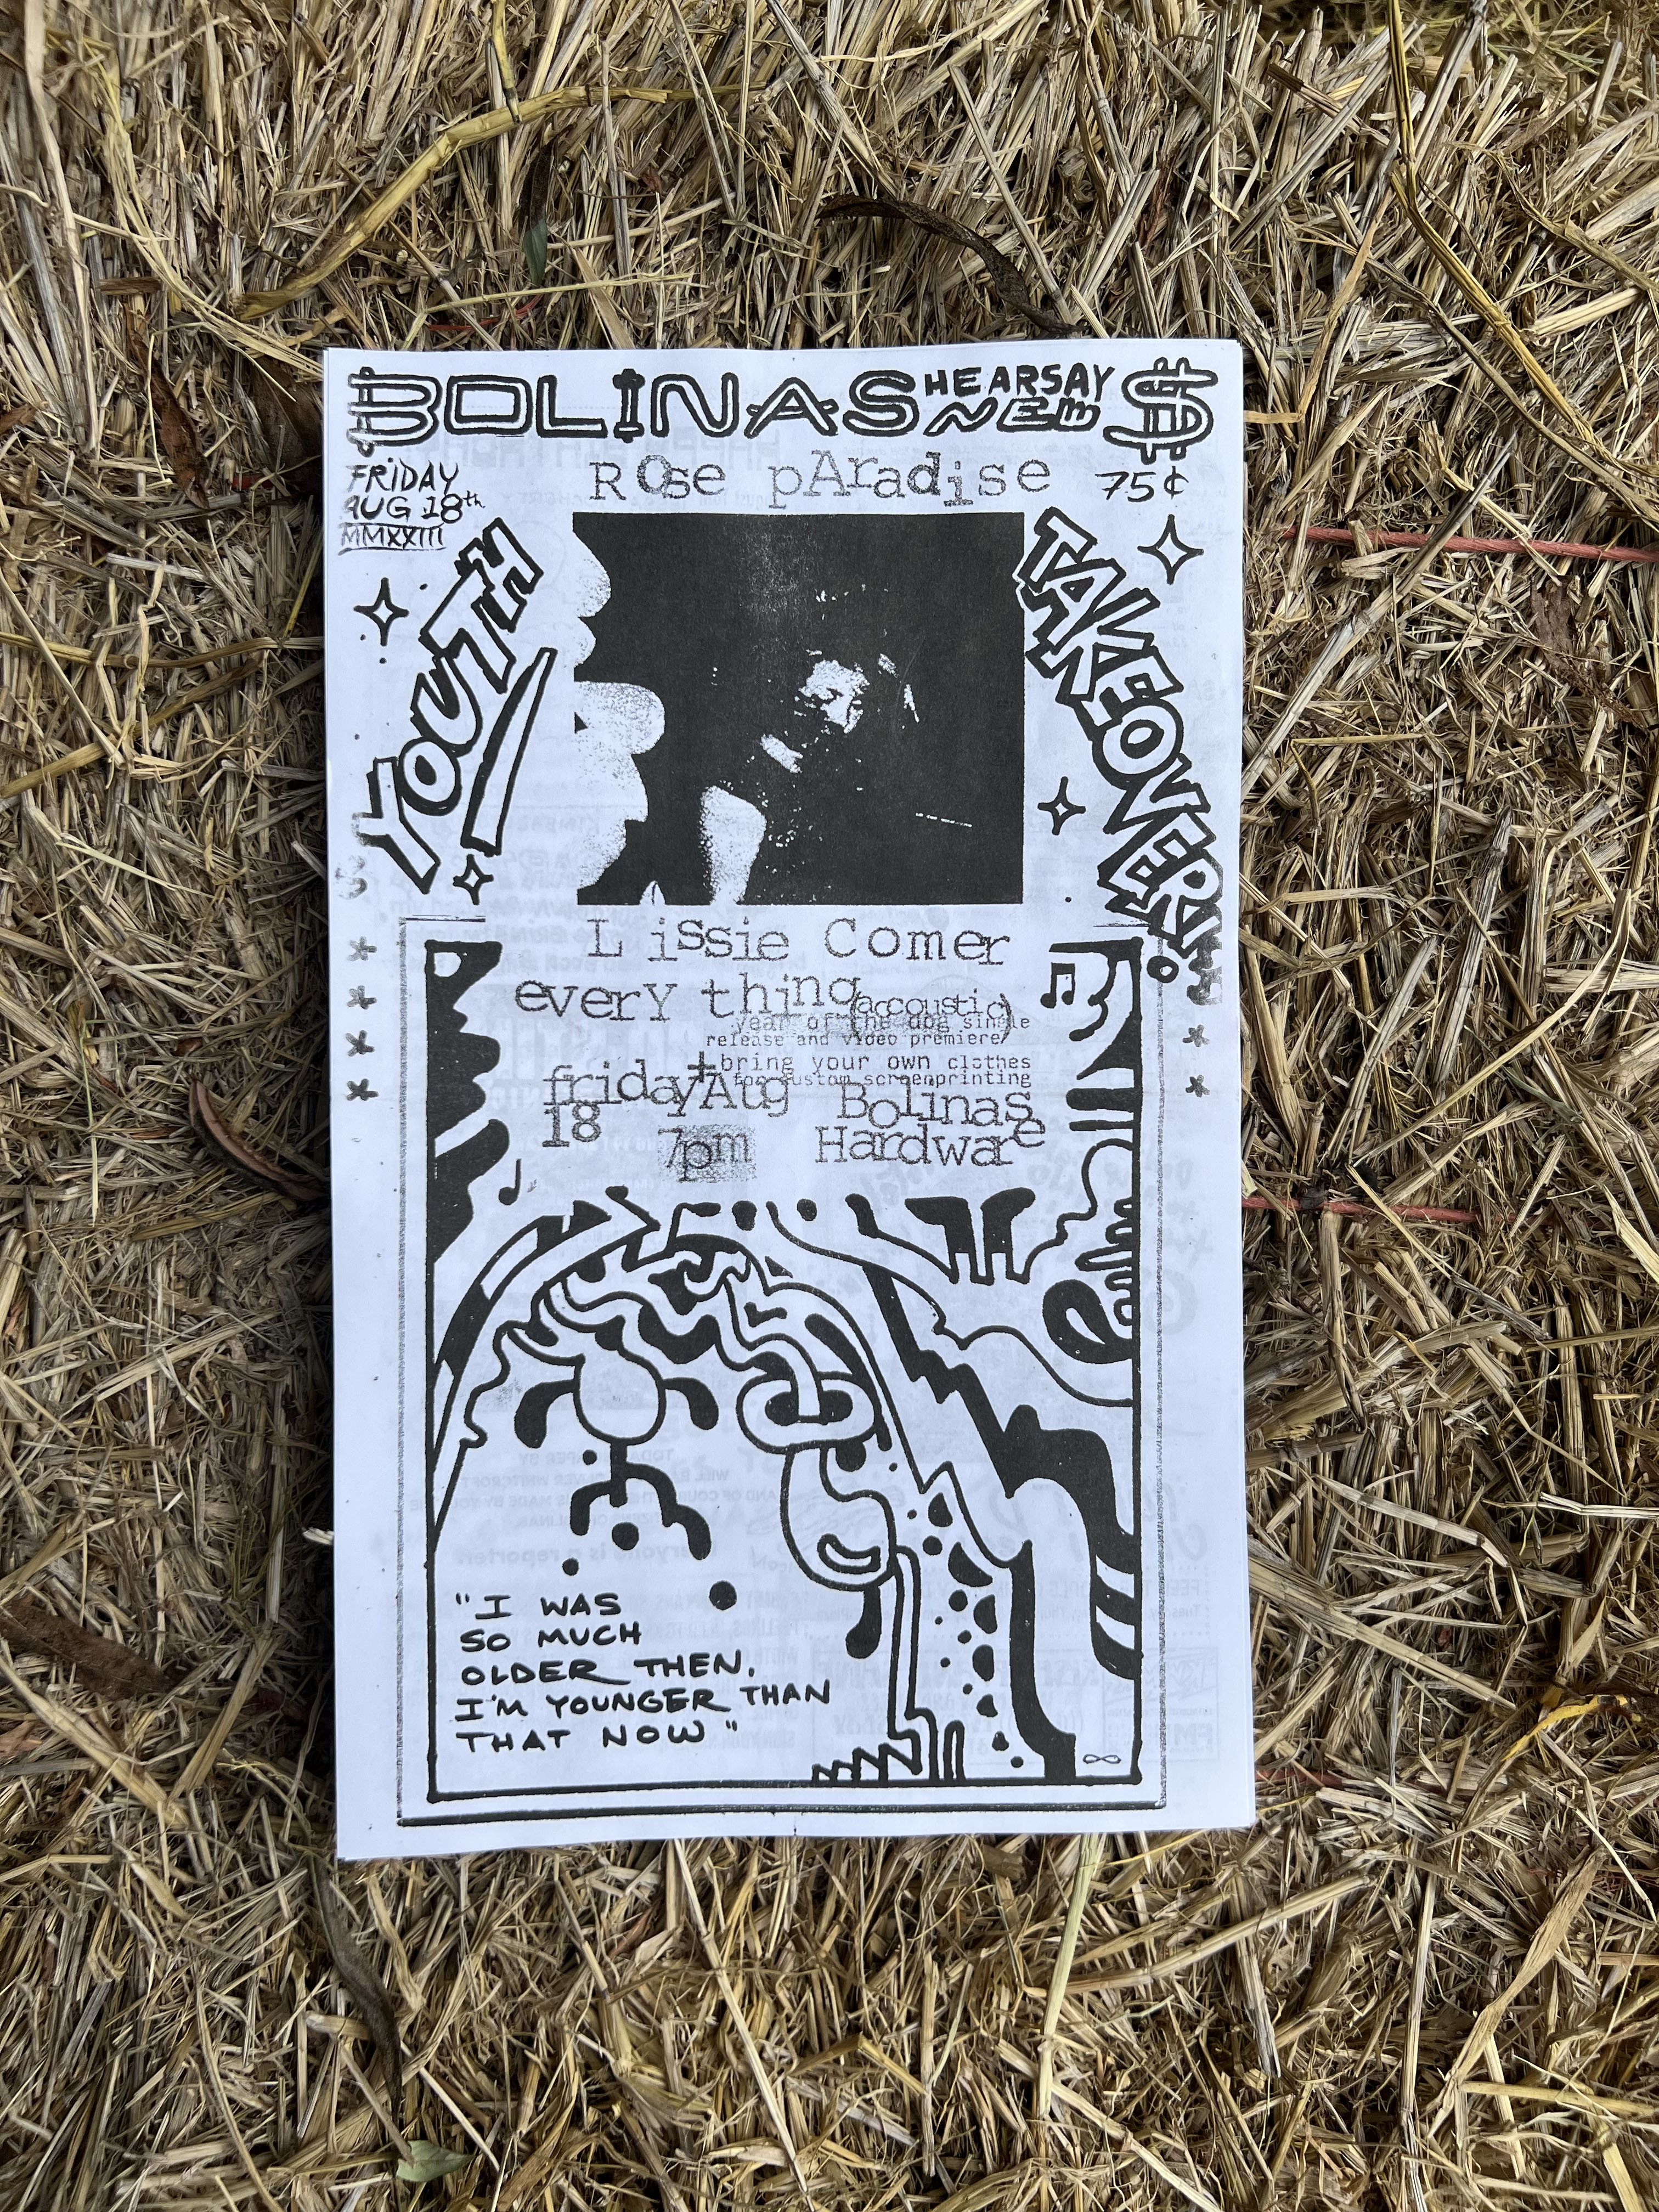 BOLINAS HEARSAY NEWS $
FRIDAY
AUG 18th
MMXXIII
ROse pAradise
75¢
YOUTH
TAKEOVER!
Lissie Comer
everY thing (accoustic)
year of the dog single
release and video premiere/
+bring your own clothes
for custom screenprinting
friday Aug
18
7pm
Bolinas
Hardware
"I WAS
SO MUCH
OLDER THEN.
I'M YOUNGER THAN
THAT NOW"